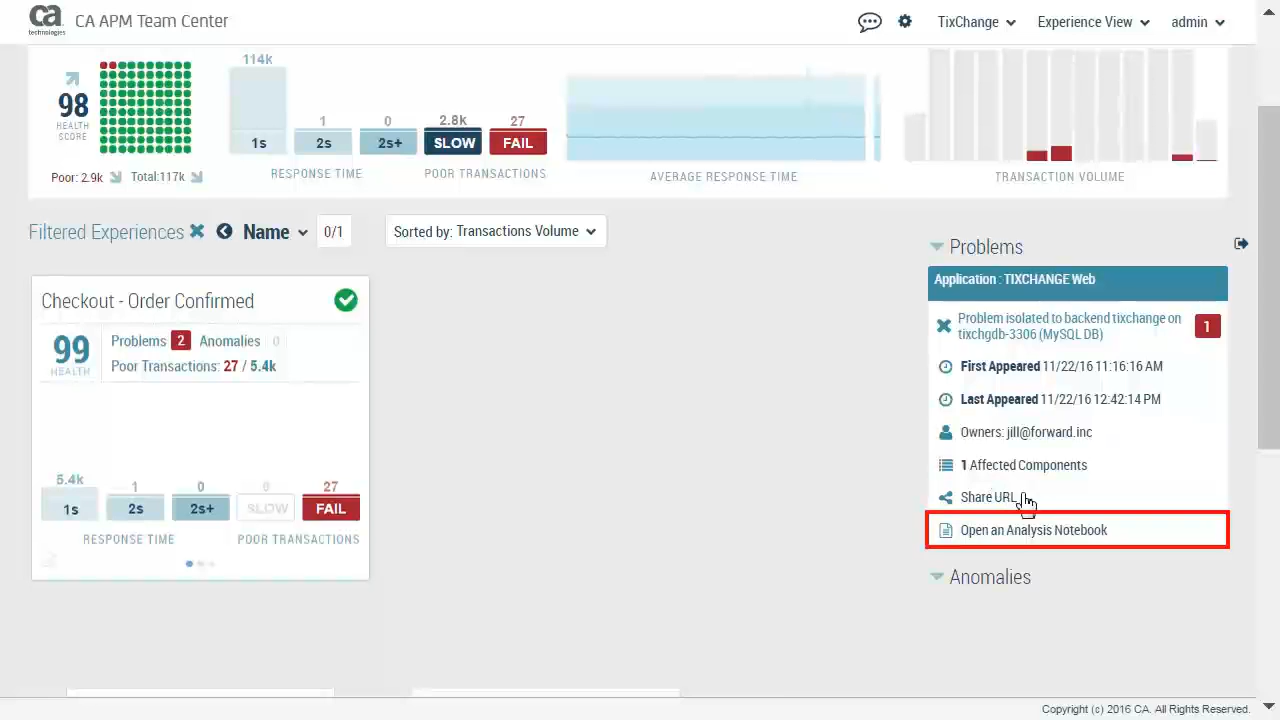 ca
technologies
CA APM Team Center
TixChange
Experience View
admin
98
HEALTH
SCORE
Poor: 2.9k
Total:117k
114k
1
0
2.8k
27
1s
2s
2s+
SLOW
FAIL
RESPONSE TIME
POOR TRANSACTIONS
AVERAGE RESPONSE TIME
TRANSACTION VOLUME
Filtered Experiences
Name
0/1
Sorted by: Transactions Volume
Checkout - Order Confirmed
99
HEALTH
Problems 2 Anomalies 0
Poor Transactions: 27 / 5.4k
5.4k
1
0
0
27
1s
2s
2s+
SLOW
FAIL
RESPONSE TIME
POOR TRANSACTIONS
Problems
Application : TIXCHANGE Web
Problem isolated to backend tixchange on
tixchgdb-3306 (MySQL DB)
1
First Appeared 11/22/16 11:16:16 AM
Last Appeared 11/22/16 12:42:14 PM
Owners: jill@forward.inc
1 Affected Components
Share URL
Open an Analysis Notebook
Anomalies
Copyright (c) 2016 CA. All Rights Reserved.